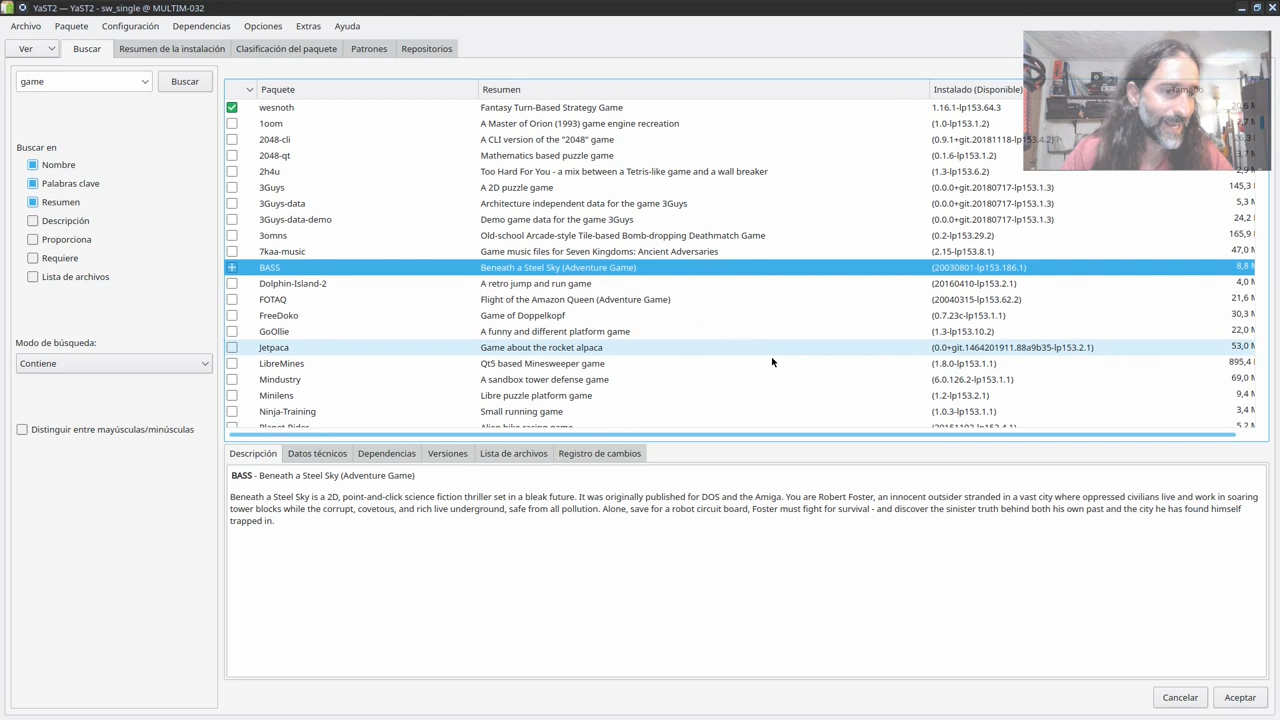 YaST2 — YaST2 - sw_single @ MULTIM-032
Archivo Paquete Configuración Dependencias Opciones Extras Ayuda
Ver Buscar Resumen de la instalación Clasificación del paquete Patrones Repositorios
game Buscar
Buscar en
Nombre
Palabras clave
Resumen
Descripción
Proporciona
Requiere
Lista de archivos
Modo de búsqueda:
Contiene
Distinguir entre mayúsculas/minúsculas
Paquete Resumen Instalado (Disponible) Tamaño
wesnoth Fantasy Turn-Based Strategy Game 1.16.1-lp153.64.3 20,6 M
1oom A Master of Orion (1993) game engine recreation (1.0-lp153.1.2) 2,7 M
2048-cli A CLI version of the "2048" game (0.9.1+git.20181118-lp153.4.2) 26,3
2048-qt Mathematics based puzzle game (0.1.6-lp153.1.2) 3,7 M
2h4u Too Hard For You - a mix between a Tetris-like game and a wall breaker (1.3-lp153.6.2) 2,9 M
3Guys A 2D puzzle game (0.0.0+git.20180717-lp153.1.3) 145,3
3Guys-data Architecture independent data for the game 3Guys (0.0.0+git.20180717-lp153.1.3) 5,3 M
3Guys-data-demo Demo game data for the game 3Guys (0.0.0+git.20180717-lp153.1.3) 24,2
3omns Old-school Arcade-style Tile-based Bomb-dropping Deathmatch Game (0.2-lp153.29.2) 165,9
7kaa-music Game music files for Seven Kingdoms: Ancient Adversaries (2.15-lp153.8.1) 47,0 M
BASS Beneath a Steel Sky (Adventure Game) (20030801-lp153.186.1) 8,8 M
Dolphin-Island-2 A retro jump and run game (20160410-lp153.2.1) 4,0 M
FOTAQ Flight of the Amazon Queen (Adventure Game) (20040315-lp153.62.2) 21,6 M
FreeDoko Game of Doppelkopf (0.7.23c-lp153.1.1) 30,3 M
GoOllie A funny and different platform game (1.3-lp153.10.2) 22,0 M
Jetpaca Game about the rocket alpaca (0.0+git.1464201911.88a9b35-lp153.2.1) 53,0 M
LibreMines Qt5 based Minesweeper game (1.8.0-lp153.1.1) 895,4
Mindustry A sandbox tower defense game (6.0.126.2-lp153.1.1) 69,0 M
Minilens Libre puzzle platform game (1.2-lp153.2.1) 9,4 M
Ninja-Training Small running game (1.0.3-lp153.1.1) 3,4 M
Planet-Rider Alien bike racing game (20151103-lp153.4.1) 5,2 M
Descripción Datos técnicos Dependencias Versiones Lista de archivos Registro de cambios
BASS - Beneath a Steel Sky (Adventure Game)
Beneath a Steel Sky is a 2D, point-and-click science fiction thriller set in a bleak future. It was originally published for DOS and the Amiga. You are Robert Foster, an innocent outsider stranded in a vast city where oppressed civilians live and work in soaring
tower blocks while the corrupt, covetous, and rich live underground, safe from all pollution. Alone, save for a robot circuit board, Foster must fight for survival - and discover the sinister truth behind both his own past and the city he has found himself
trapped in.
Cancelar Aceptar